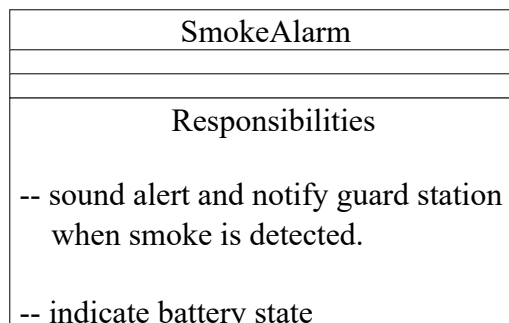 SmokeAlarm
Responsibilities
-- sound alert and notify guard station
when smoke is detected.
-- indicate battery state